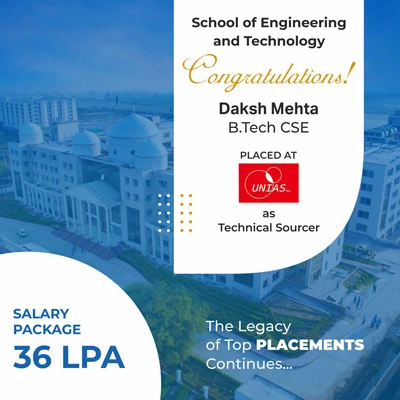 School of Engineering
and Technology
Congratulations!
Daksh Mehta
B.Tech CSE
PLACED AT
UNIAS
as
Technical Sourcer
SALARY
PACKAGE
36 LPA
The Legacy
of Top PLACEMENTS
Continues...